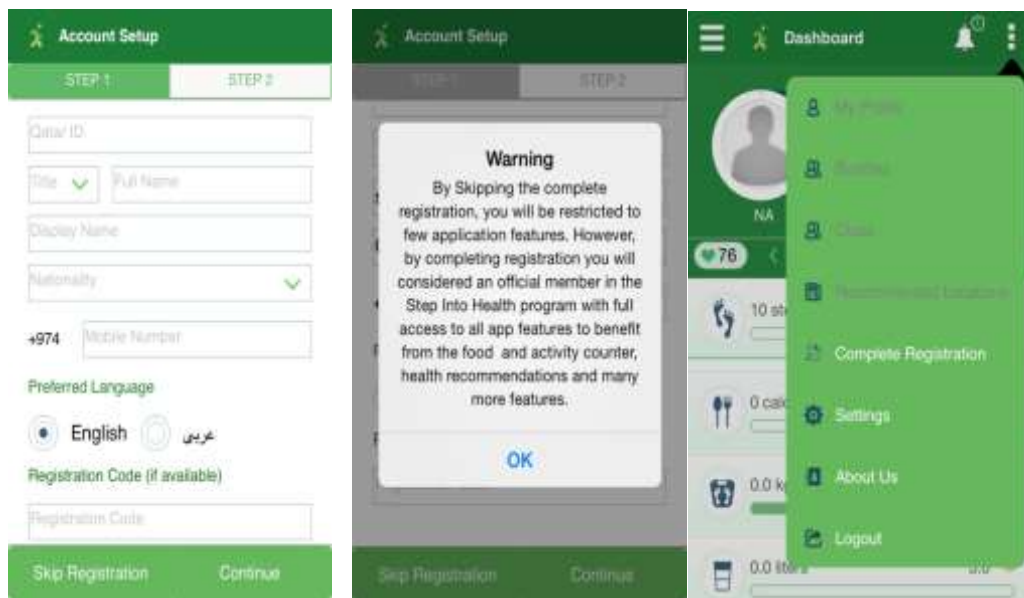 Account Setup
STEP 1
STEP 2
Qatar ID
Title
Full Name
Display Name
Nationality
+974
Mobile Number
Preferred Language
English
عربي
Registration Code (if available)
Registration Code
Skip Registration
Continue
Account Setup
STEP 1
STEP 2
Warning
By Skipping the complete
registration, you will be restricted to
few application features. However,
by completing registration you will
considered an official member in the
Step Into Health program with full
access to all app features to benefit
from the food and activity counter,
health recommendations and many
more features.
OK
Skip Registration
Continue
Dashboard
NA
76
10
0
0.0
0.0
My Profile
Complete Registration
Settings
About Us
Logout